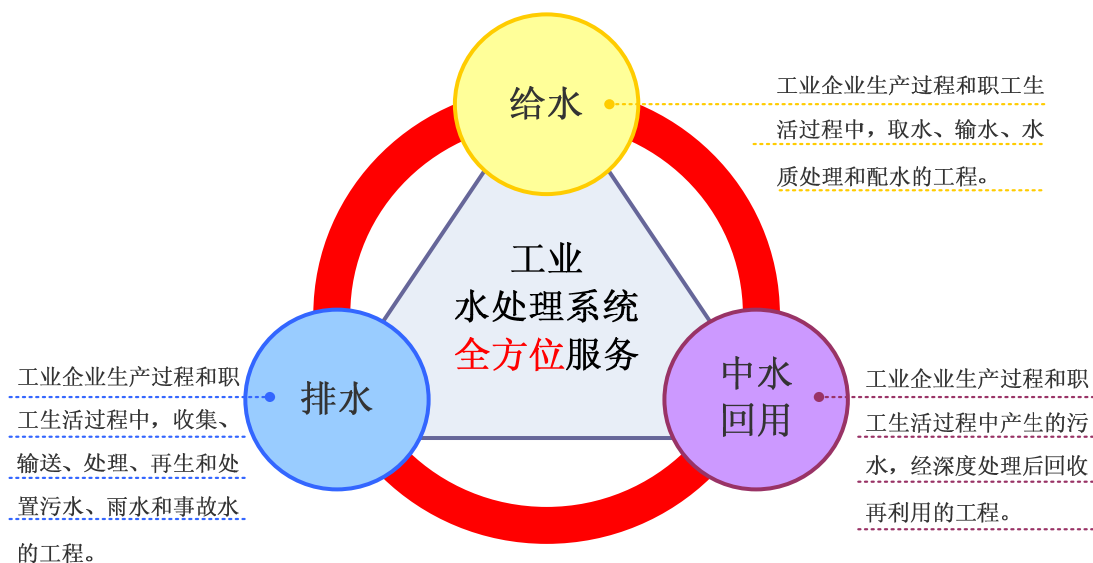 给水
工业企业生产过程和职工生
活过程中，取水、输水、水
质处理和配水的工程。
工业
水处理系统
全方位服务
排水
工业企业生产过程和职
工生活过程中，收集、
输送、处理、再生和处
置污水、雨水和事故水
的工程。
中水
回用
工业企业生产过程和职
工生活过程中产生的污
水，经深度处理后回收
再利用的工程。